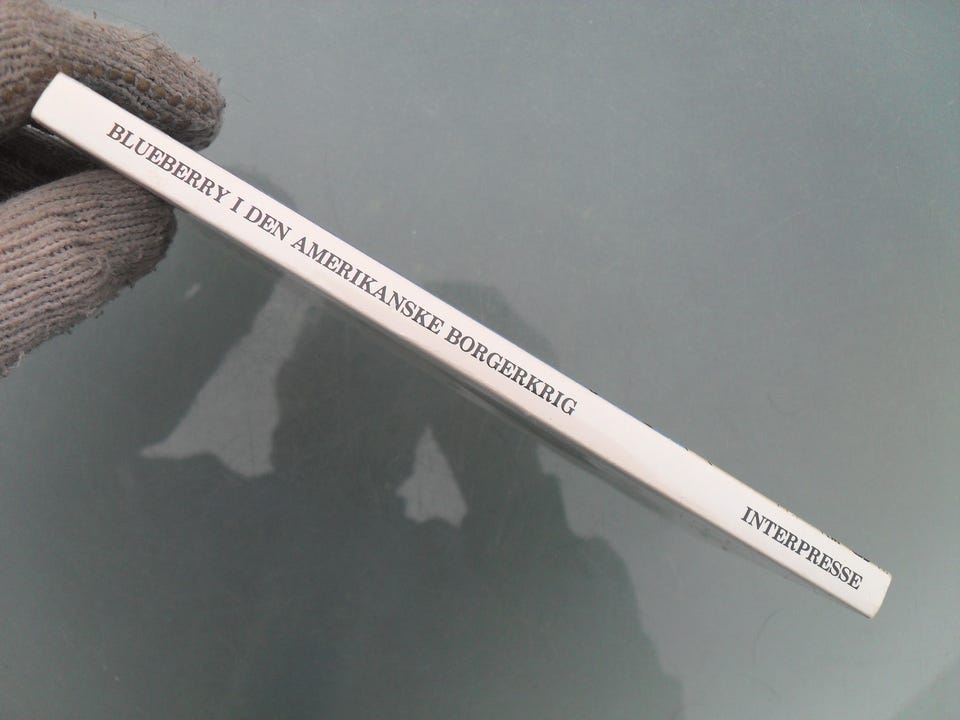 BLUEBERRY I DEN AMERIKANSKE BORGERKRIG
INTERPRESSE